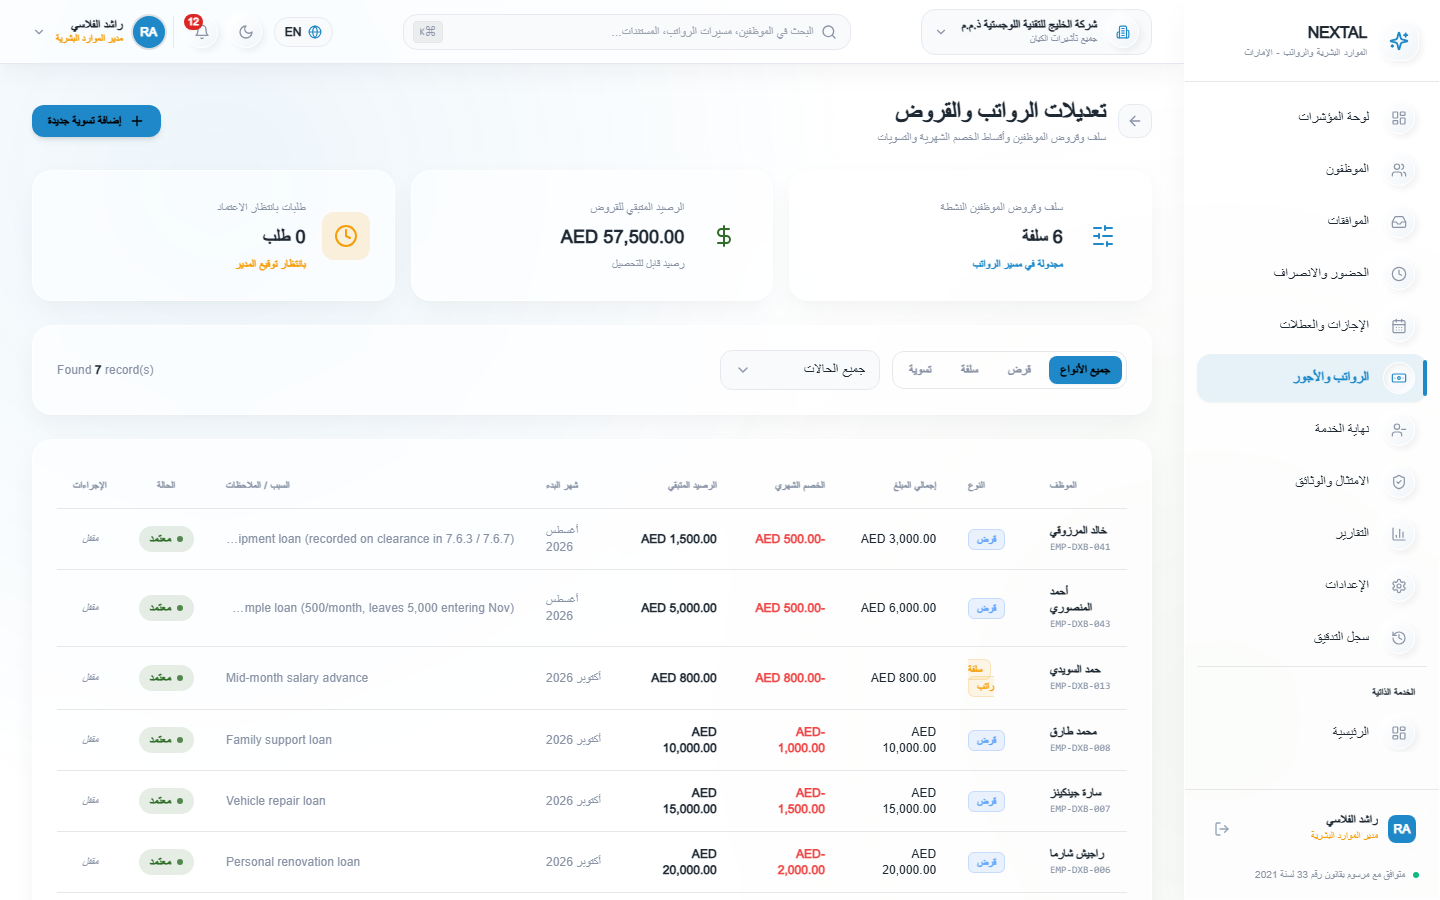 NEXTAL
الموارد البشرية والرواتب - الإمارات
لوحة المؤشرات
الموظفون
الموافقات
الحضور والانصراف
الإجازات والعطلات
الرواتب والأجور
نهاية الخدمة
الامتثال والوثائق
التقارير
الإعدادات
سجل التدقيق
الخدمة الذاتية
الرئيسية
RA
راشد الفلاسي
مدير الموارد البشرية
متوافق مع مرسوم بقانون رقم 33 لسنة 2021
شركة الخليج للتقنية اللوجستية ذ.م.م
جميع تأشيرات الكيان
البحث في الموظفين، مسيرات الرواتب، المستندات...
⌘K
EN
12
RA
راشد الفلاسي
مدير الموارد البشرية
تعديلات الرواتب والقروض
سلف وقروض الموظفين وأقساط الخصم الشهرية والتسويات
إضافة تسوية جديدة
سلف وقروض الموظفين النشطة
6 سلفة
مجدولة في مسير الرواتب
الرصيد المتبقي للقروض
AED 57,500.00
رصيد قابل للتحصيل
طلبات بانتظار الاعتماد
0 طلب
بانتظار توقيع المدير
جميع الأنواع
قرض
سلفة
تسوية
جميع الحالات
Found 7 record(s)
الموظف النوع إجمالي المبلغ الخصم الشهري الرصيد المتبقي شهر البدء السبب / الملاحظات الحالة الإجراءات
خالد المرزوقي
EMP-DXB-041
قرض
AED 3,000.00
AED 500.00-
AED 1,500.00
أغسطس
2026
...ipment loan (recorded on clearance in 7.6.3 / 7.6.7)
معتمد
مقفل
أحمد
المنصوري
EMP-DXB-043
قرض
AED 6,000.00
AED 500.00-
AED 5,000.00
أغسطس
2026
...mple loan (500/month, leaves 5,000 entering Nov)
معتمد
مقفل
حمد السويدي
EMP-DXB-013
سلفة
راتب
AED 800.00
AED 800.00-
AED 800.00
أكتوبر 2026
Mid-month salary advance
معتمد
مقفل
محمد طارق
EMP-DXB-008
قرض
AED
10,000.00
AED-
1,000.00
AED
10,000.00
أكتوبر 2026
Family support loan
معتمد
مقفل
سارة جينكينز
EMP-DXB-007
قرض
AED
15,000.00
AED-
1,500.00
AED
15,000.00
أكتوبر 2026
Vehicle repair loan
معتمد
مقفل
راجيش شارما
EMP-DXB-006
قرض
AED
20,000.00
AED-
2,000.00
AED
20,000.00
أكتوبر 2026
Personal renovation loan
معتمد
مقفل